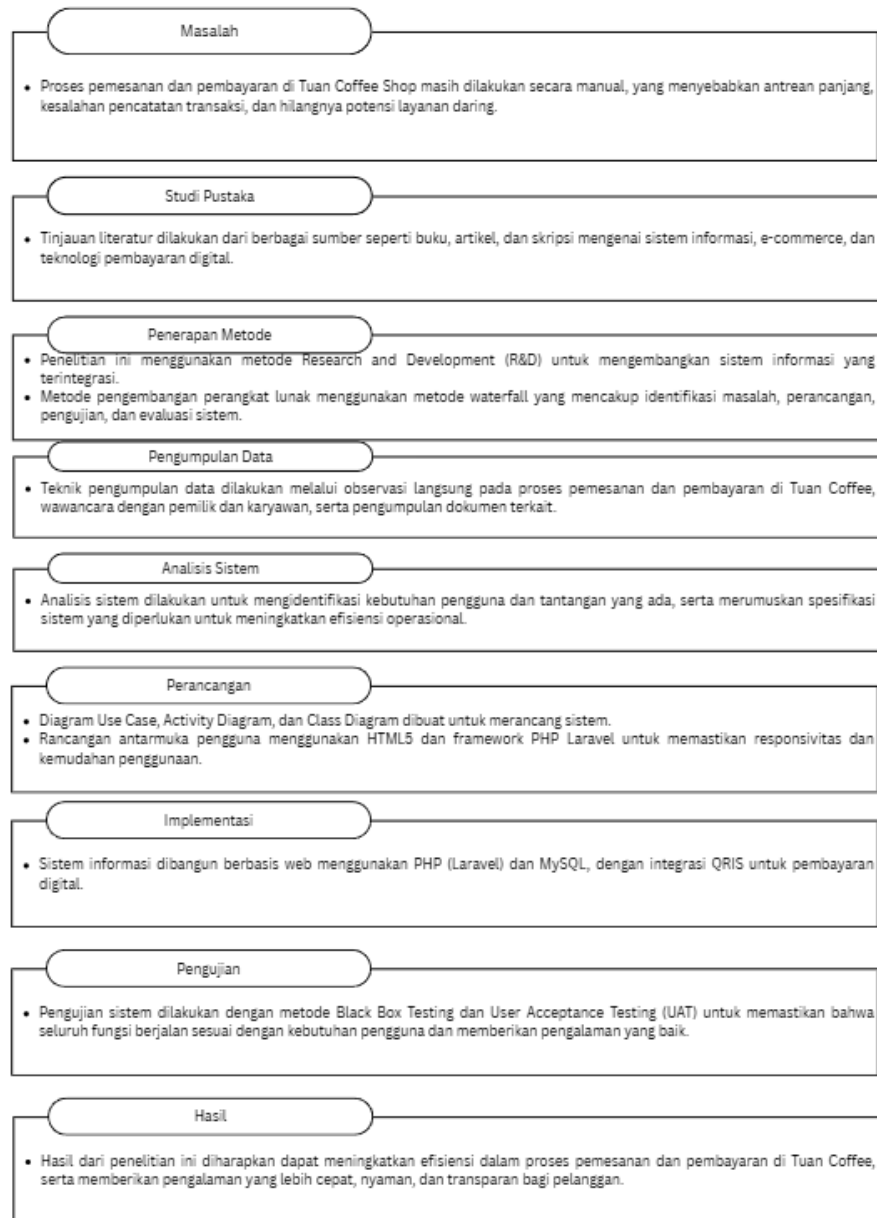 Masalah
• Proses pemesanan dan pembayaran di Tuan Coffee Shop masih dilakukan secara manual, yang menyebabkan antrean panjang,
kesalahan pencatatan transaksi, dan hilangnya potensi layanan daring.
Studi Pustaka
• Tinjauan literatur dilakukan dari berbagai sumber seperti buku, artikel, dan skripsi mengenai sistem informasi, e-commerce, dan
teknologi pembayaran digital.
Penerapan Metode
• Penelitian ini menggunakan metode Research and Development (R&D) untuk mengembangkan sistem informasi yang
terintegrasi.
• Metode pengembangan perangkat lunak menggunakan metode waterfall yang mencakup identifikasi masalah, perancangan,
pengujian, dan evaluasi sistem.
Pengumpulan Data
• Teknik pengumpulan data dilakukan melalui observasi langsung pada proses pemesanan dan pembayaran di Tuan Coffee,
wawancara dengan pemilik dan karyawan, serta pengumpulan dokumen terkait.
Analisis Sistem
• Analisis sistem dilakukan untuk mengidentifikasi kebutuhan pengguna dan tantangan yang ada, serta merumuskan spesifikasi
sistem yang diperlukan untuk meningkatkan efisiensi operasional.
Perancangan
• Diagram Use Case, Activity Diagram, dan Class Diagram dibuat untuk merancang sistem.
• Rancangan antarmuka pengguna menggunakan HTML5 dan framework PHP Laravel untuk memastikan responsivitas dan
kemudahan penggunaan.
Implementasi
• Sistem informasi dibangun berbasis web menggunakan PHP (Laravel) dan MySQL, dengan integrasi QRIS untuk pembayaran
digital.
Pengujian
• Pengujian sistem dilakukan dengan metode Black Box Testing dan User Acceptance Testing (UAT) untuk memastikan bahwa
seluruh fungsi berjalan sesuai dengan kebutuhan pengguna dan memberikan pengalaman yang baik.
Hasil
• Hasil dari penelitian ini diharapkan dapat meningkatkan efisiensi dalam proses pemesanan dan pembayaran di Tuan Coffee,
serta memberikan pengalaman yang lebih cepat, nyaman, dan transparan bagi pelanggan.